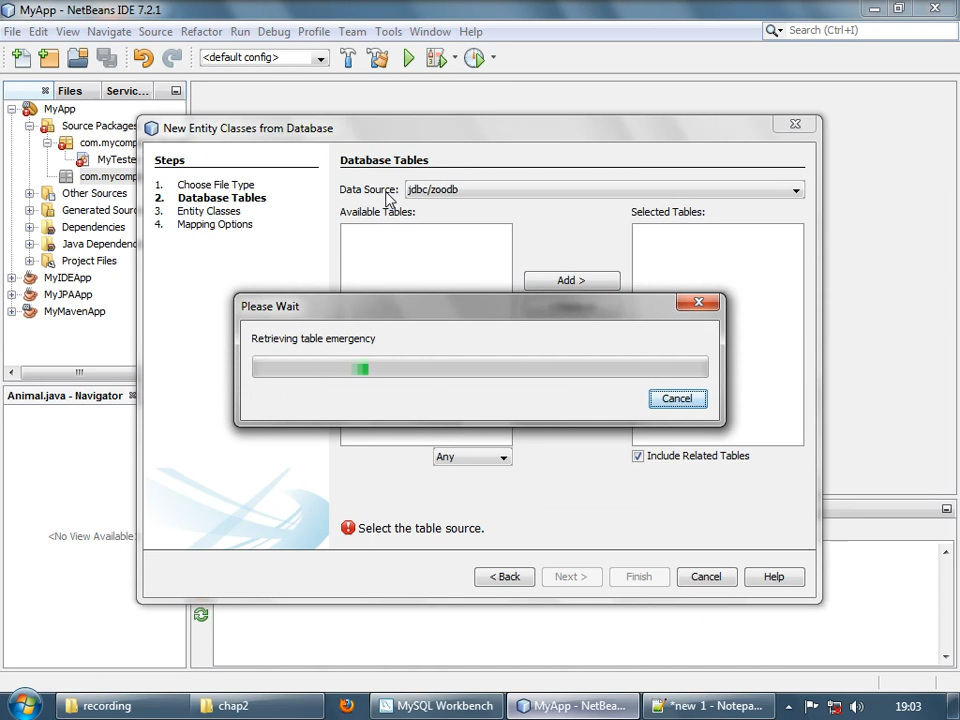 MyApp - NetBeans IDE 7.2.1
File Edit View Navigate Source Refactor Run Debug Profile Team Tools Window Help
Search (Ctrl+I)
<default config>
Files Servic...
MyApp
Source Packages
com.mycomp
MyTeste
com.mycomp
Other Sources
Generated Sourc
Dependencies
Java Dependenc
Project Files
MyIDEApp
MyJPAApp
MyMavenApp
Animal.java - Navigator
<No View Available>
New Entity Classes from Database
Steps
1. Choose File Type
2. Database Tables
3. Entity Classes
4. Mapping Options
Database Tables
Data Source: jdbc/zoodb
Available Tables:
Selected Tables:
Add >
Please Wait
Retrieving table emergency
Cancel
Any
Include Related Tables
Select the table source.
< Back Next > Finish Cancel Help
recording chap2 MySQL Workbench MyApp - NetBea... *new 1 - Notepa... 19:03